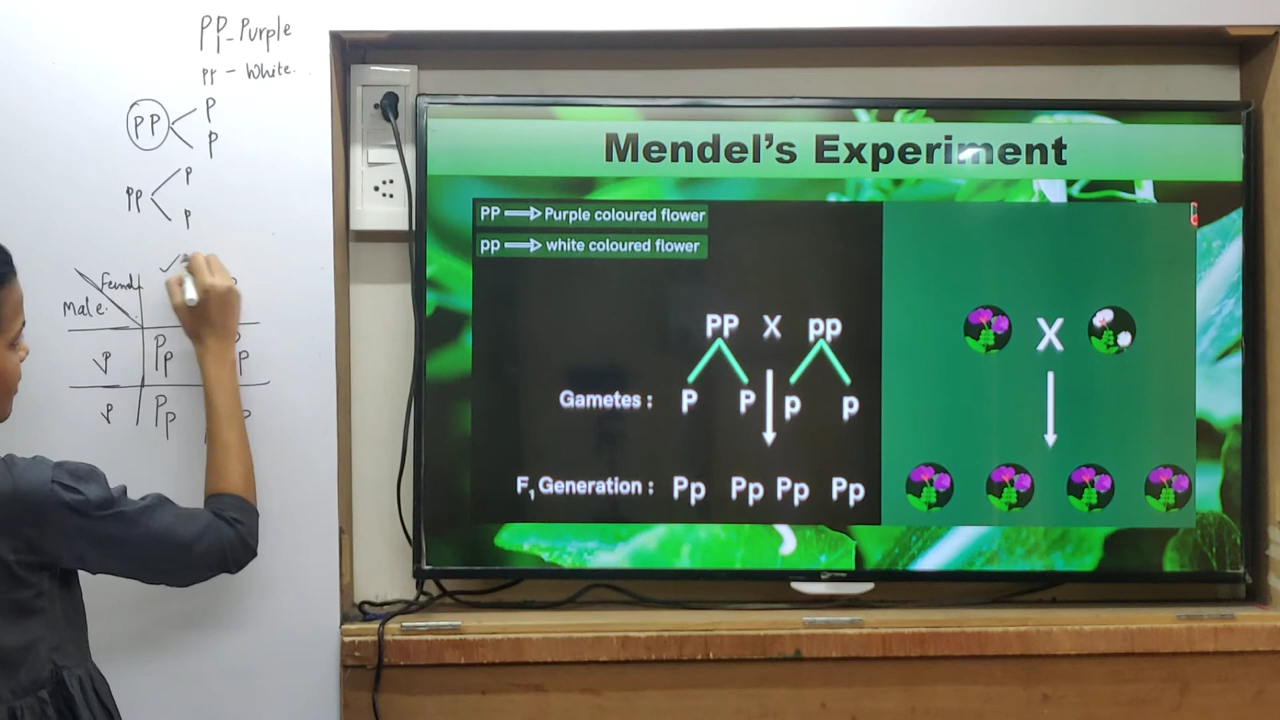 PP - Purple
pp - White.
PP
P
P
pp
p
p
Male.
p
Pp
p
p
Pp
Mendel's Experiment
PP ⟹ Purple coloured flower
pp ⟹ white coloured flower
PP X pp
X
Gametes : P P p p
F₁ Generation : Pp Pp Pp Pp